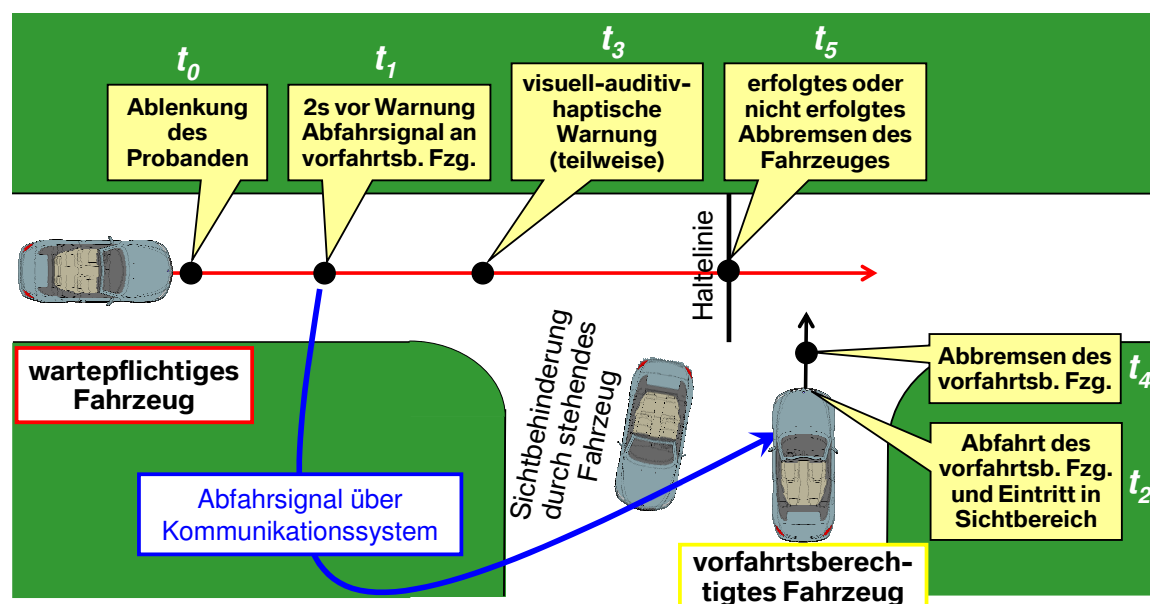 t0
Ablenkung
des
Probanden
t1
2s vor Warnung
Abfahrsignal an
vorfahrtsb. Fzg.
t3
visuell-auditiv-
haptische
Warnung
(teilweise)
t5
erfolgtes oder
nicht erfolgtes
Abbremsen des
Fahrzeuges
Haltelinie
wartepflichtiges
Fahrzeug
Sichtbehinderung
durch stehendes
Fahrzeug
Abbremsen des
vorfahrtsb. Fzg.
t4
Abfahrt des
vorfahrtsb. Fzg.
und Eintritt in
Sichtbereich
t2
Abfahrsignal über
Kommunikationssystem
vorfahrtsberech-
tigtes Fahrzeug